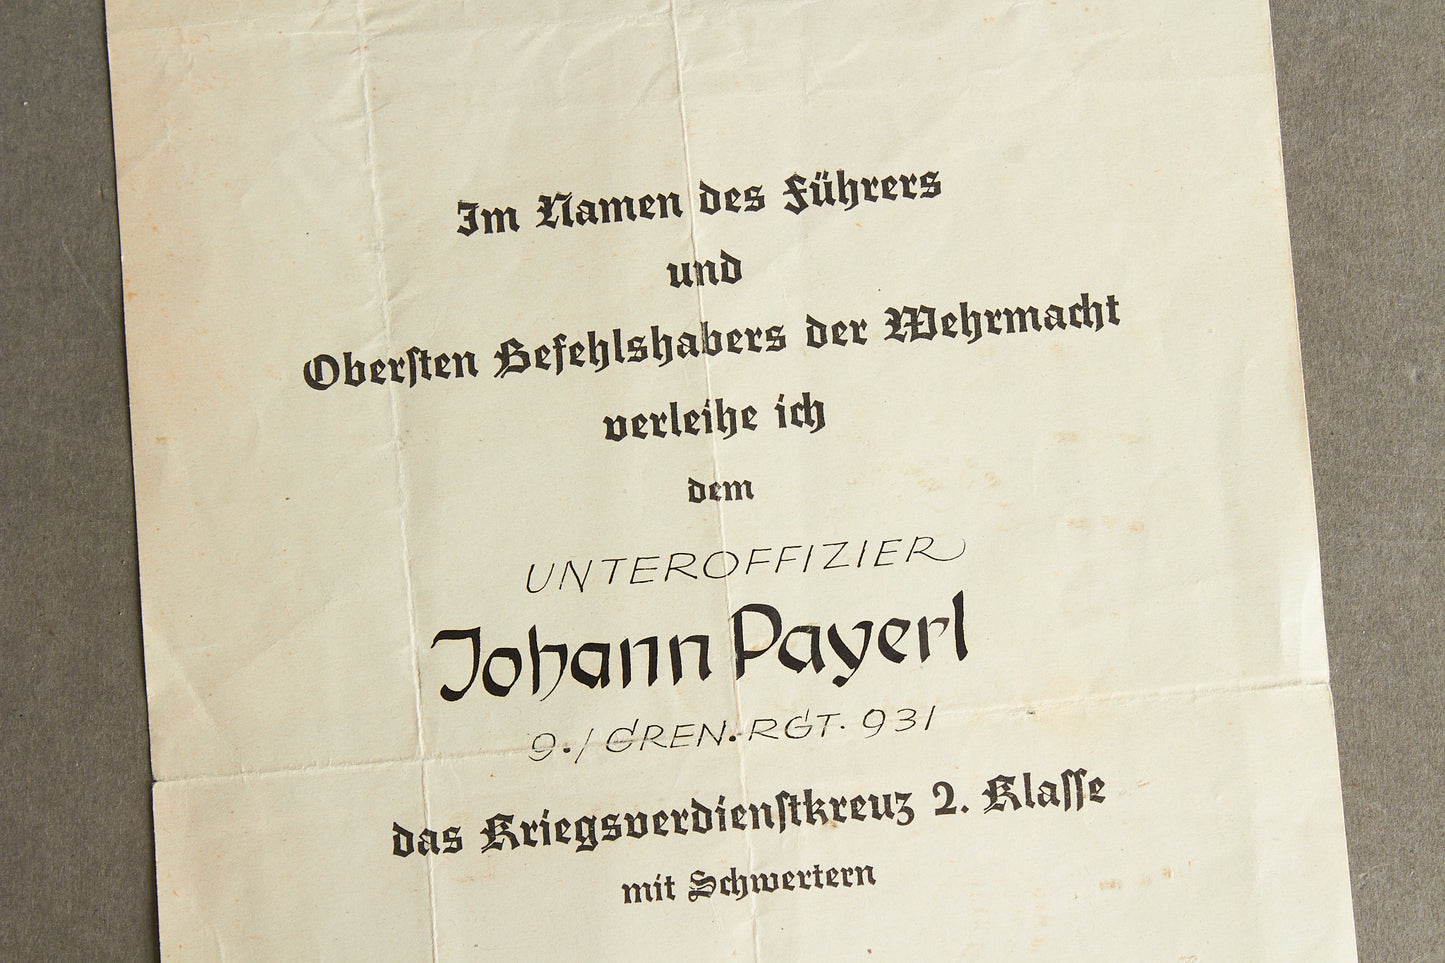 Im Namen des Führers
und
Obersten Befehlshabers der Wehrmacht
verleihe ich
dem
UNTEROFFIZIER
Johann Payerl
9./GREN.-RGT. 931
das Kriegsverdienstkreuz 2. Klasse
mit Schwertern